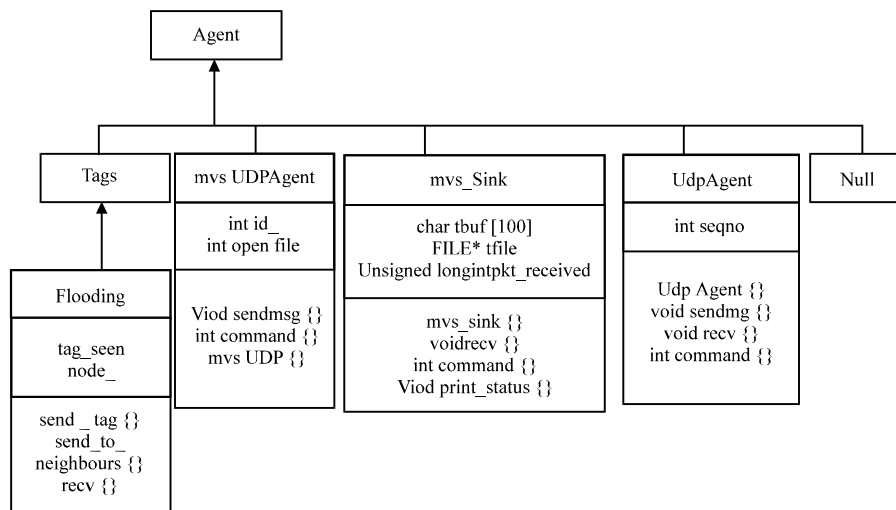 Agent
Tags
mvs UDPAgent
mvs_Sink
UdpAgent
Null
int id_
int open file
char tbuf [100]
FILE* tfile
Unsigned longintpkt_received
int seqno
Flooding
tag_seen
node_
send _ tag {}
send_to_
neighbours {}
recv {}
Viod sendmsg {}
int command {}
mvs UDP {}
mvs_sink {}
voidrecv {}
int command {}
Viod print_status {}
Udp Agent {}
void sendmg {}
void recv {}
int command {}